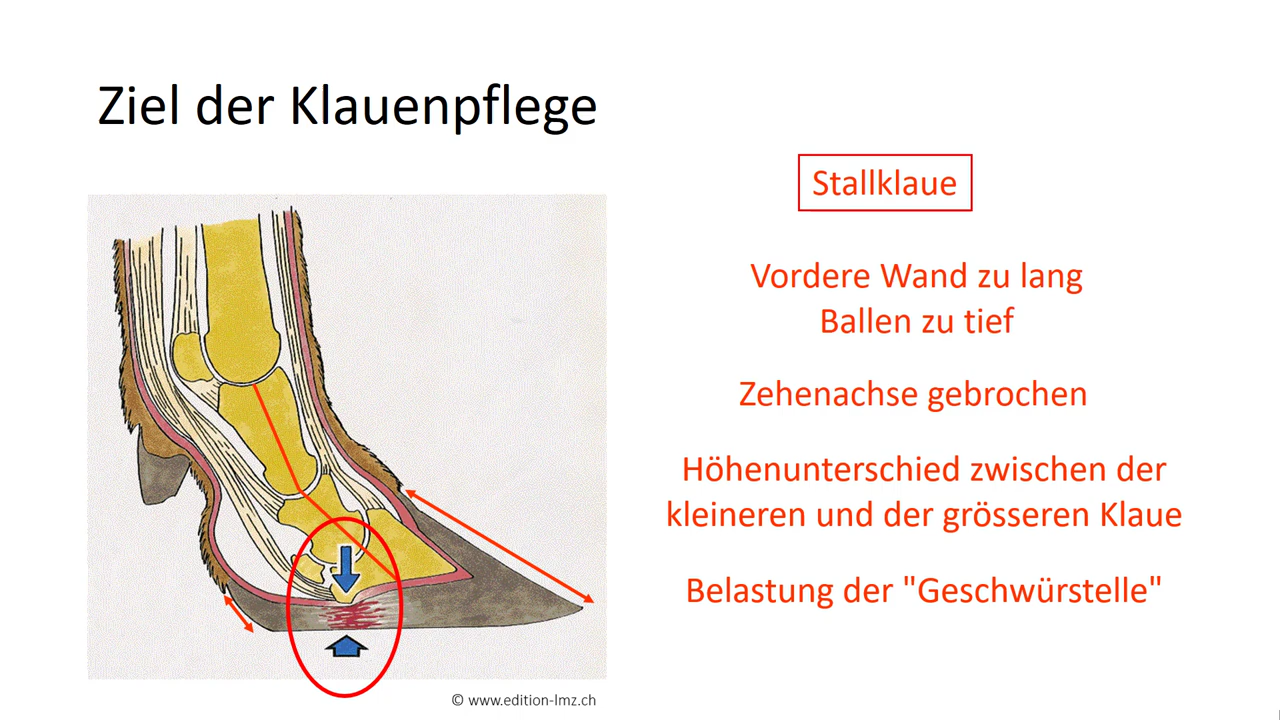 Ziel der Klauenpflege
Stallklaue
Vordere Wand zu lang
Ballen zu tief
Zehenachse gebrochen
Höhenunterschied zwischen der
kleineren und der grösseren Klaue
Belastung der "Geschwürstelle"
© www.edition-lmz.ch